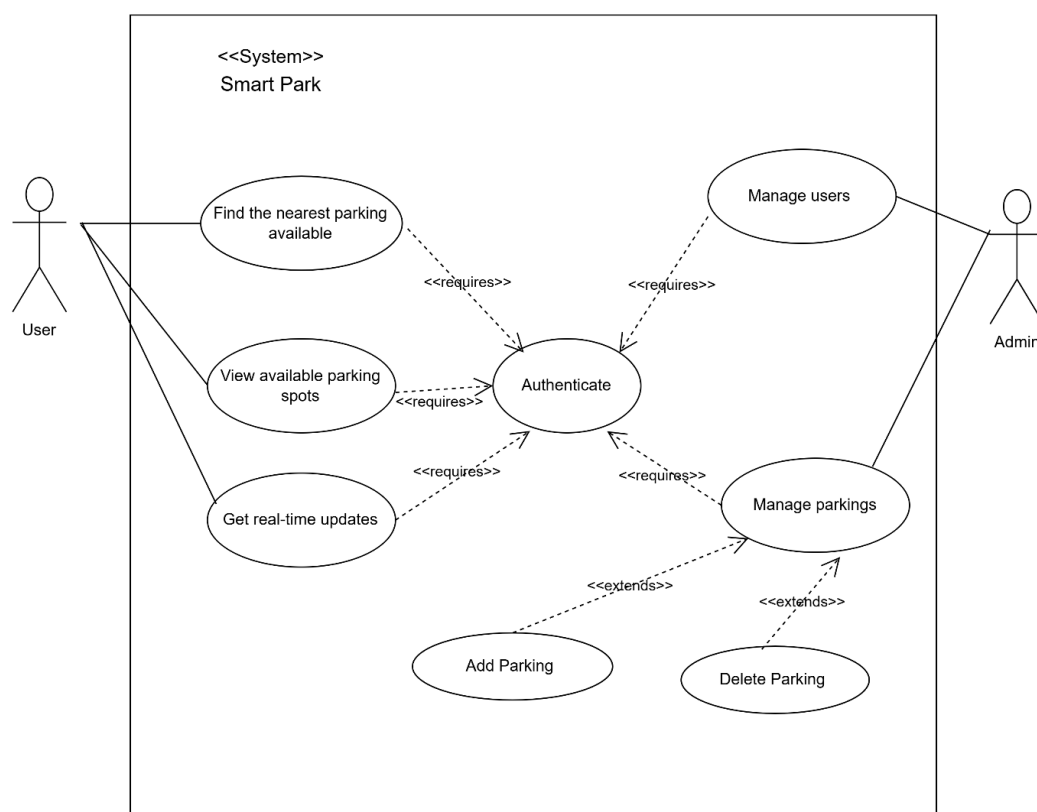 <<System>>
Smart Park
Find the nearest parking
available
Manage users
<<requires>>
<<requires>>
User
Admin
View available parking
spots
<<requires>>
Authenticate
<<requires>>
<<requires>>
Get real-time updates
Manage parkings
<<extends>>
<<extends>>
Add Parking
Delete Parking